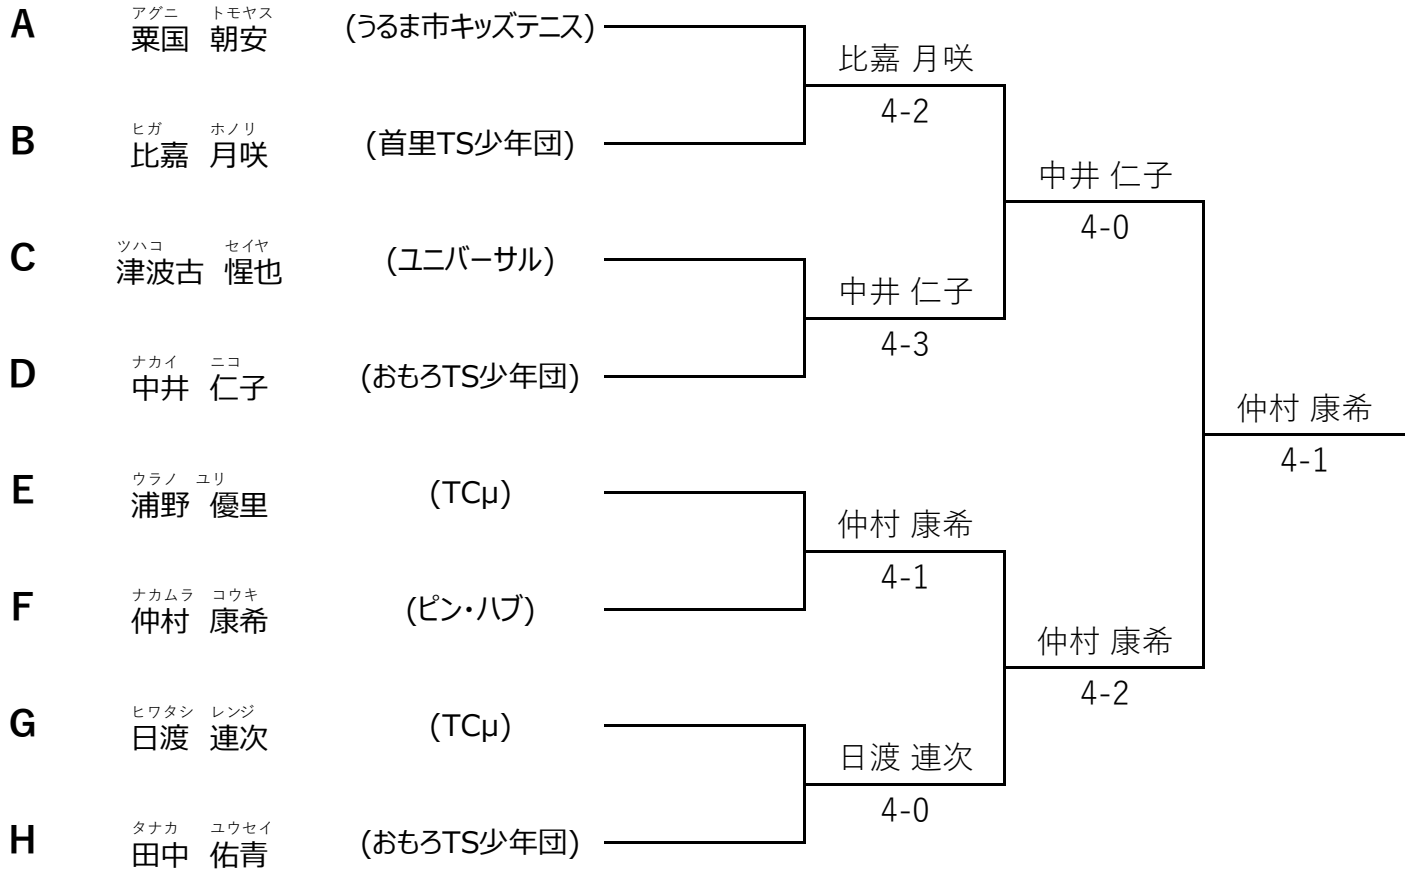 アグニ トモヤス
A 粟国 朝安 (うるま市キッズテニス)
比嘉 月咲
4-2
ヒガ ホノリ
B 比嘉 月咲 (首里TS少年団)
中井 仁子
4-0
ツハコ セイヤ
C 津波古 惺也 (ユニバーサル)
中井 仁子
4-3
ナカイ ニコ
D 中井 仁子 (おもろTS少年団)
仲村 康希
4-1
ウラノ ユリ
E 浦野 優里 (TCμ)
仲村 康希
4-1
ナカムラ コウキ
F 仲村 康希 (ピン・ハブ)
仲村 康希
4-2
ヒワタシ レンジ
G 日渡 連次 (TCμ)
日渡 連次
4-0
タナカ ユウセイ
H 田中 佑青 (おもろTS少年団)